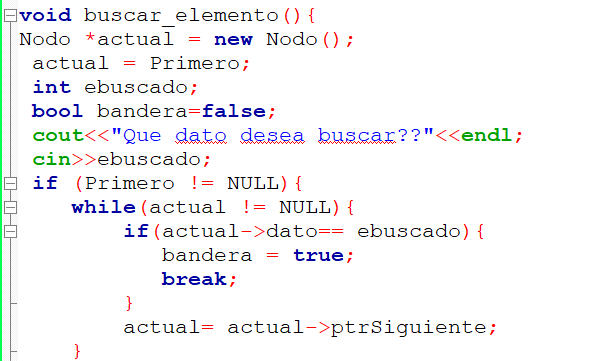 void buscar_elemento(){
Nodo *actual = new Nodo();
actual = Primero;
int ebuscado;
bool bandera=false;
cout<<"Que dato desea buscar??"<<endl;
cin>>ebuscado;
if (Primero != NULL){
while(actual != NULL){
if(actual->dato== ebuscado){
bandera = true;
break;
}
actual= actual->ptrSiguiente;
}